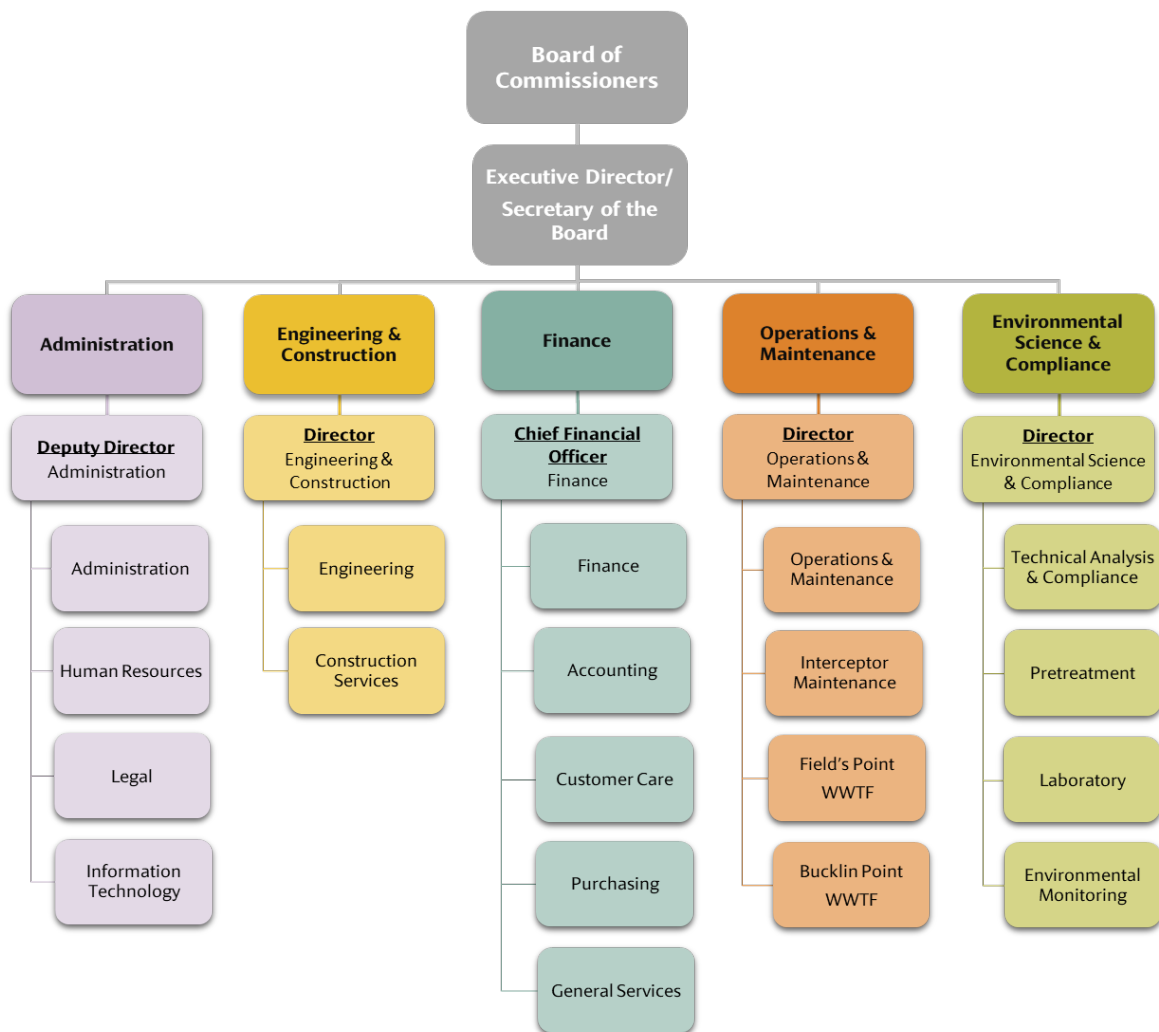 Board of
Commissioners
Executive Director/
Secretary of the
Board
Administration
Engineering &
Construction
Finance
Operations &
Maintenance
Environmental
Science &
Compliance
Deputy Director
Administration
Director
Engineering &
Construction
Chief Financial
Officer
Finance
Director
Operations &
Maintenance
Director
Environmental Science
& Compliance
Administration
Human Resources
Legal
Information
Technology
Engineering
Construction
Services
Finance
Accounting
Customer Care
Purchasing
General Services
Operations &
Maintenance
Interceptor
Maintenance
Field's Point
WWTF
Bucklin Point
WWTF
Technical Analysis
& Compliance
Pretreatment
Laboratory
Environmental
Monitoring